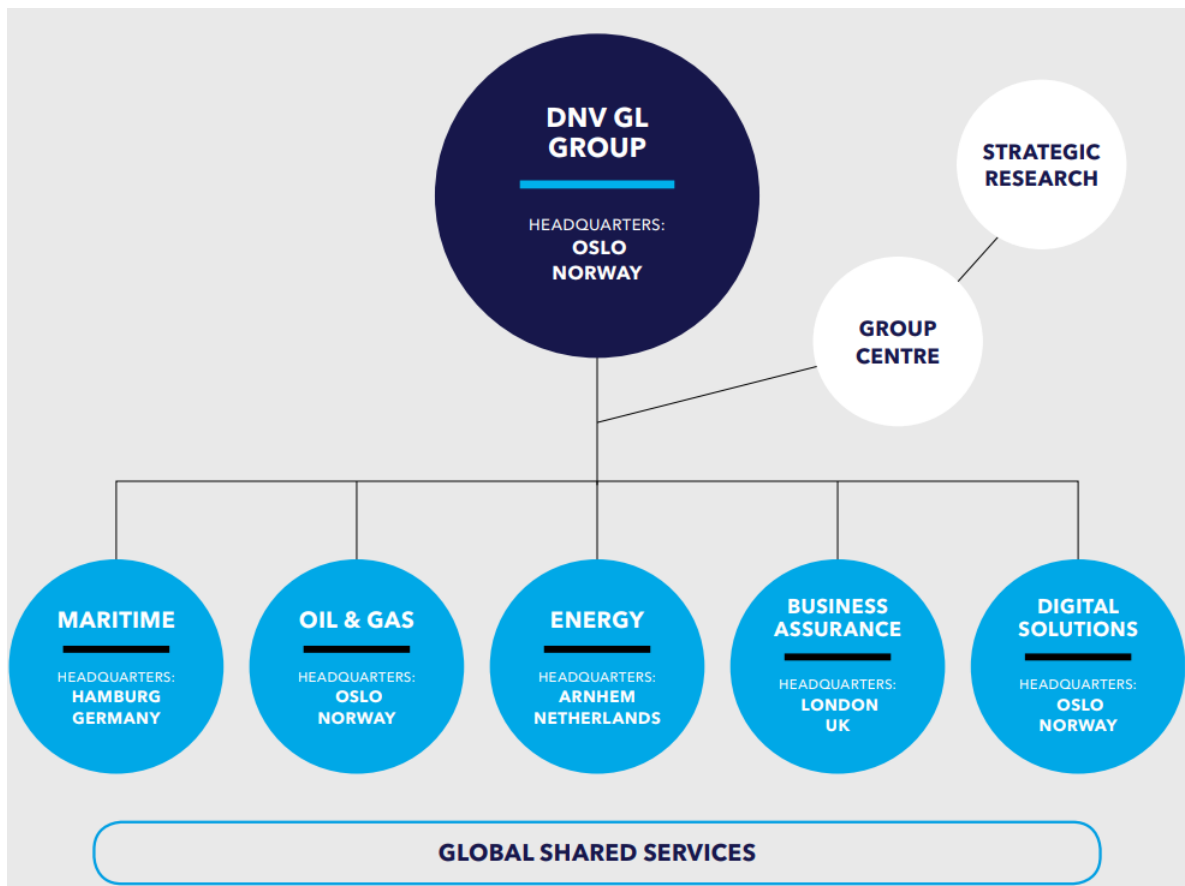 DNV GL
GROUP
HEADQUARTERS:
OSLO
NORWAY
STRATEGIC
RESEARCH
GROUP
CENTRE
MARITIME
HEADQUARTERS:
HAMBURG
GERMANY
OIL & GAS
HEADQUARTERS:
OSLO
NORWAY
ENERGY
HEADQUARTERS:
ARNHEM
NETHERLANDS
BUSINESS
ASSURANCE
HEADQUARTERS:
LONDON
UK
DIGITAL
SOLUTIONS
HEADQUARTERS:
OSLO
NORWAY
GLOBAL SHARED SERVICES